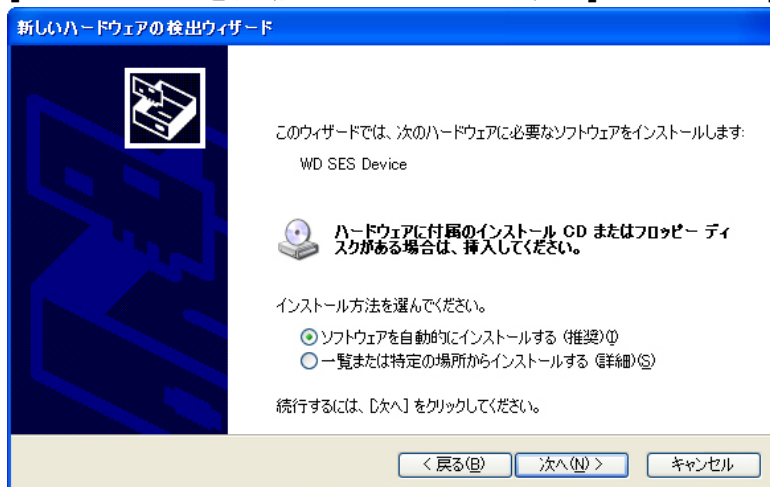 新しいハードウェアの検出ウィザード
このウィザードでは、次のハードウェアに必要なソフトウェアをインストールします:
WD SES Device
ハードウェアに付属のインストール CD またはフロッピー ディ
スクがある場合は、挿入してください。
インストール方法を選んでください。
ソフトウェアを自動的にインストールする (推奨)(I)
一覧または特定の場所からインストールする (詳細)(S)
続行するには、[次へ] をクリックしてください。
< 戻る(B)
次へ(N) >
キャンセル